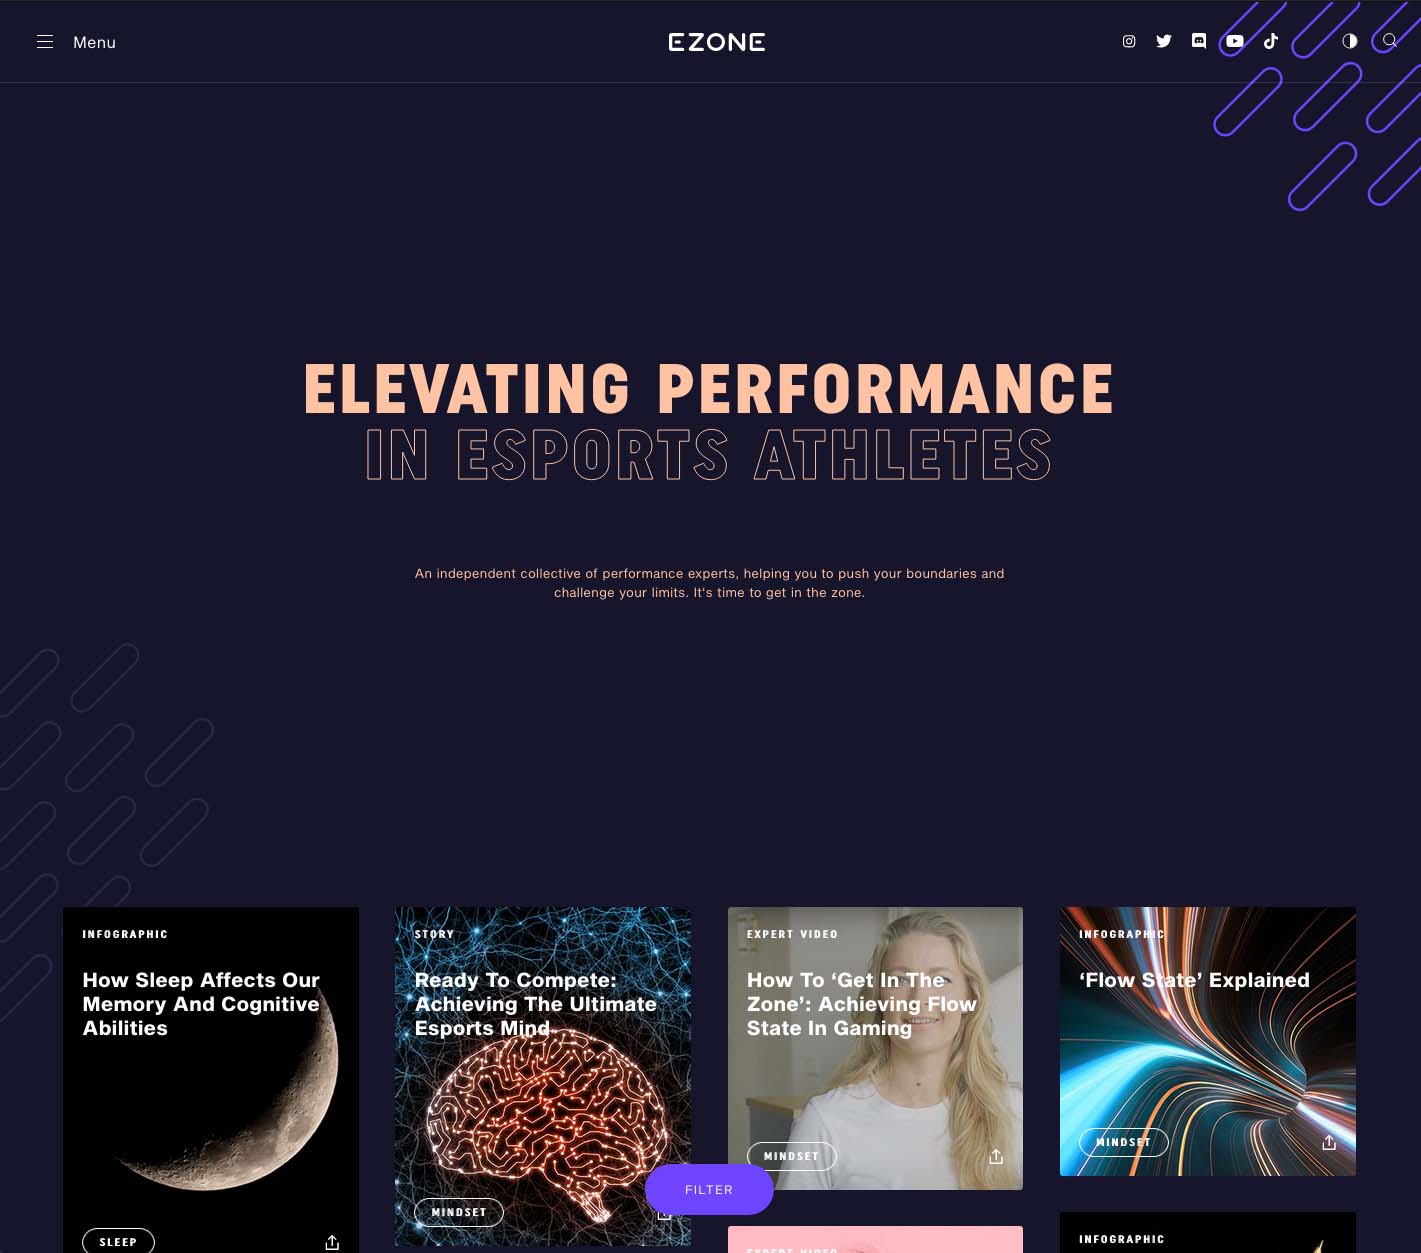 Menu
EZONE
ELEVATING PERFORMANCE
IN ESPORTS ATHLETES
An independent collective of performance experts, helping you to push your boundaries and
challenge your limits. It's time to get in the zone.
INFOGRAPHIC
How Sleep Affects Our
Memory And Cognitive
Abilities
SLEEP
STORY
Ready To Compete:
Achieving The Ultimate
Esports Mind
MINDSET
EXPERT VIDEO
How To ‘Get In The
Zone’: Achieving Flow
State In Gaming
MINDSET
INFOGRAPHIC
‘Flow State’ Explained
MINDSET
FILTER
EXPERT VIDEO
INFOGRAPHIC